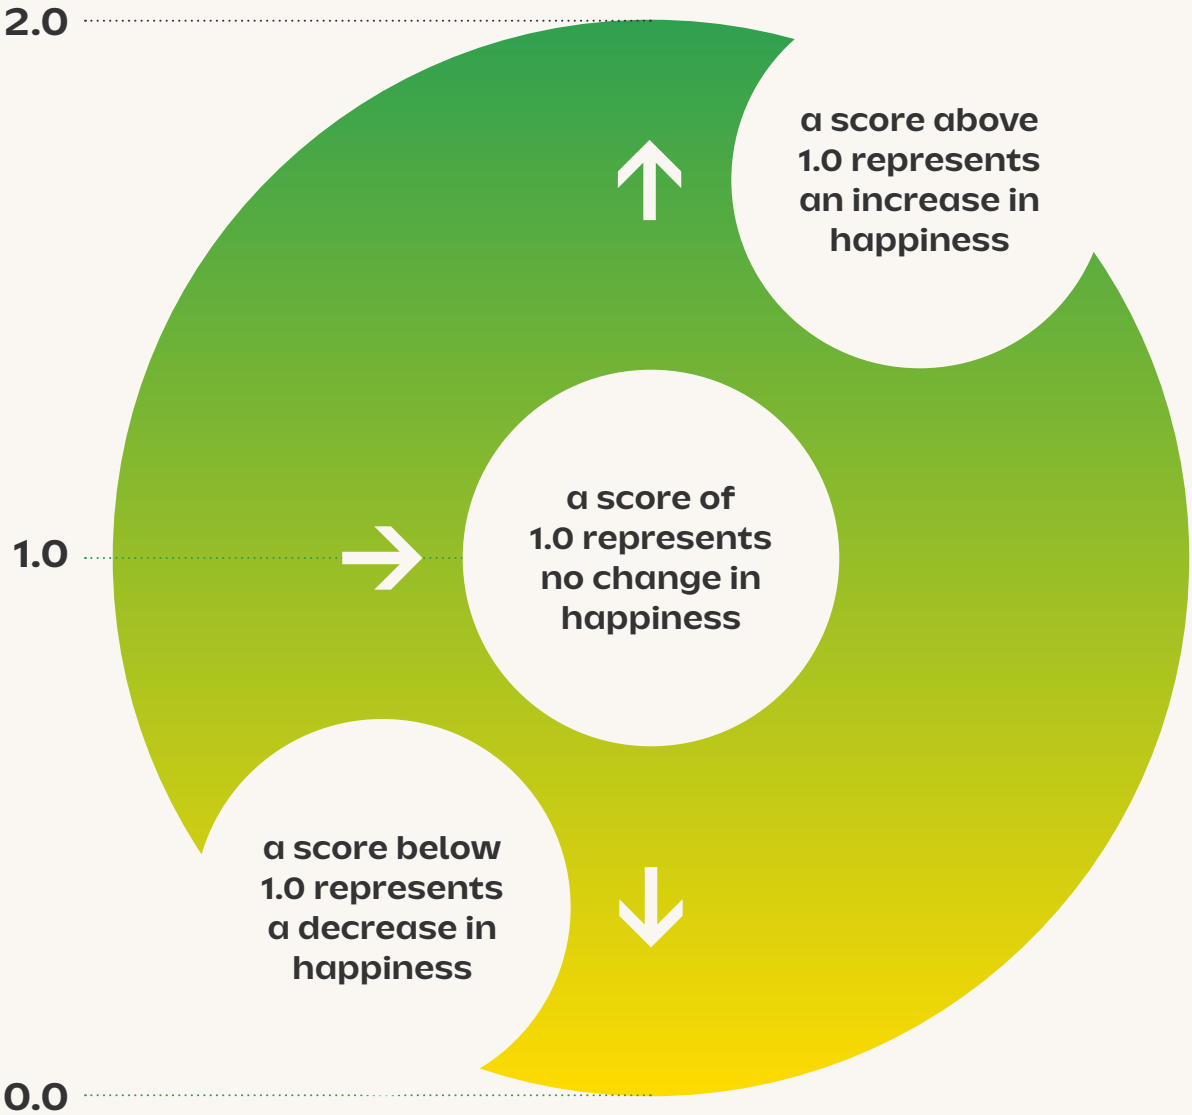 2.0
a score above
1.0 represents
an increase in
happiness
a score of
1.0 represents
no change in
happiness
1.0
a score below
1.0 represents
a decrease in
happiness
0.0